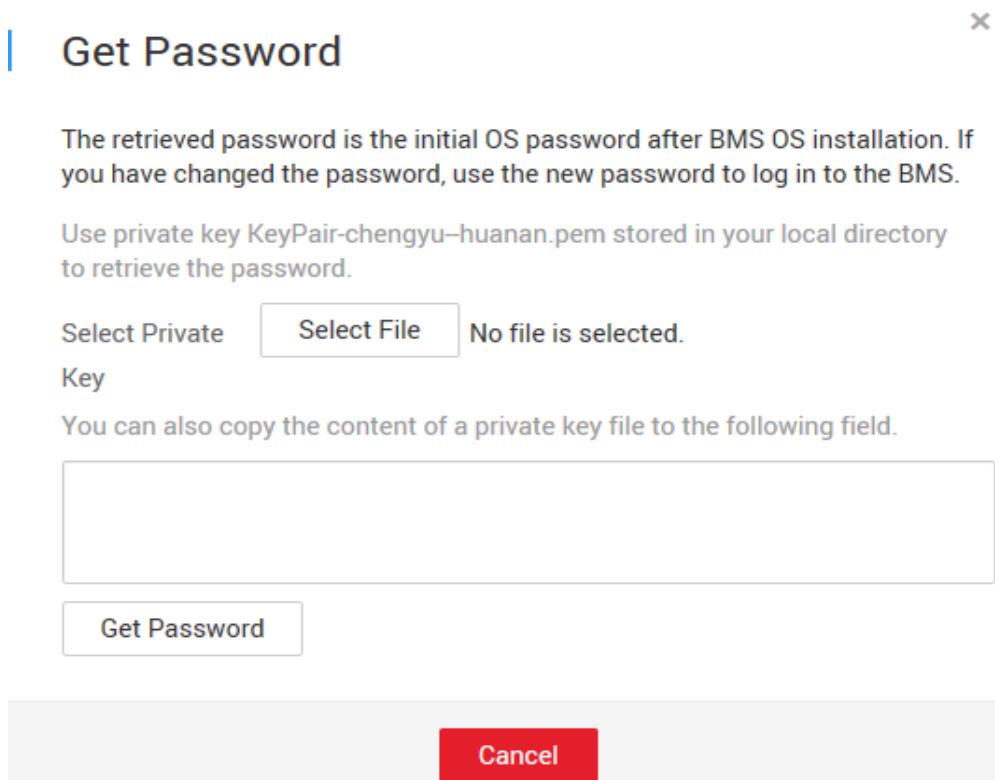 ×
Get Password
The retrieved password is the initial OS password after BMS OS installation. If
you have changed the password, use the new password to log in to the BMS.
Use private key KeyPair-chengyu--huanan.pem stored in your local directory
to retrieve the password.
Select Private Select File No file is selected.
Key
You can also copy the content of a private key file to the following field.
Get Password
Cancel